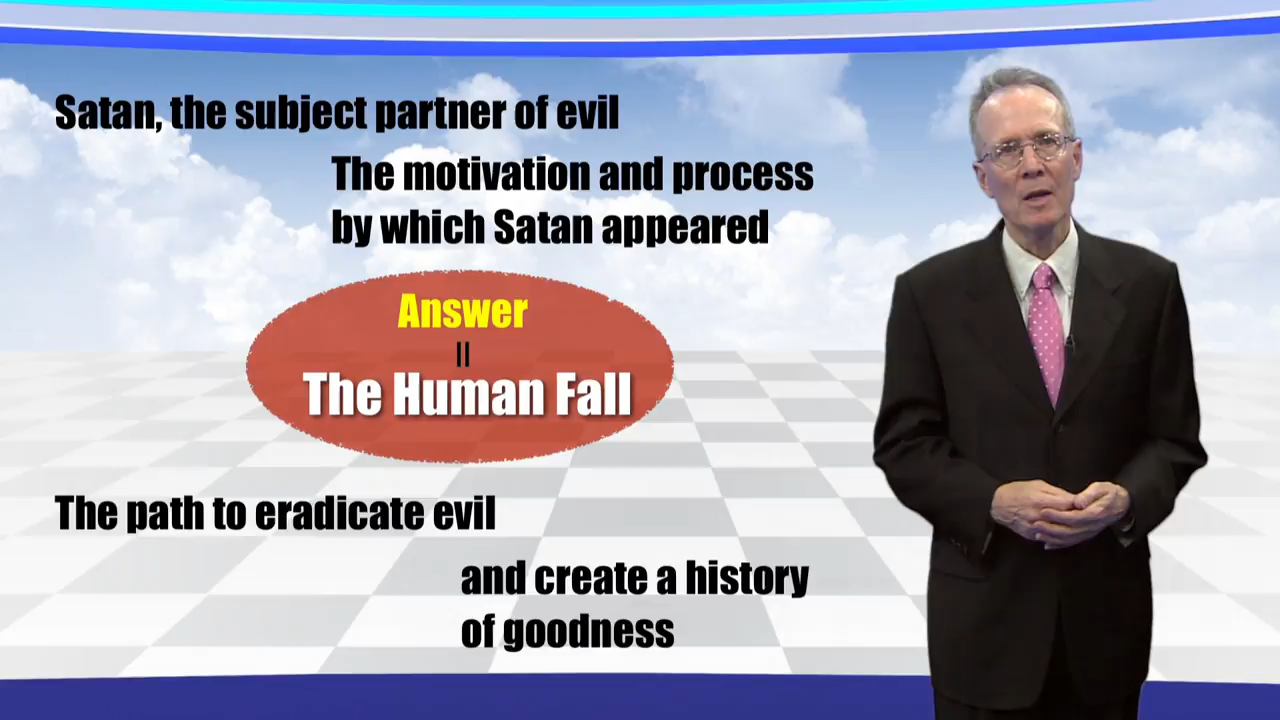 Satan, the subject partner of evil
The motivation and process
by which Satan appeared
Answer
=
The Human Fall
The path to eradicate evil
and create a history
of goodness